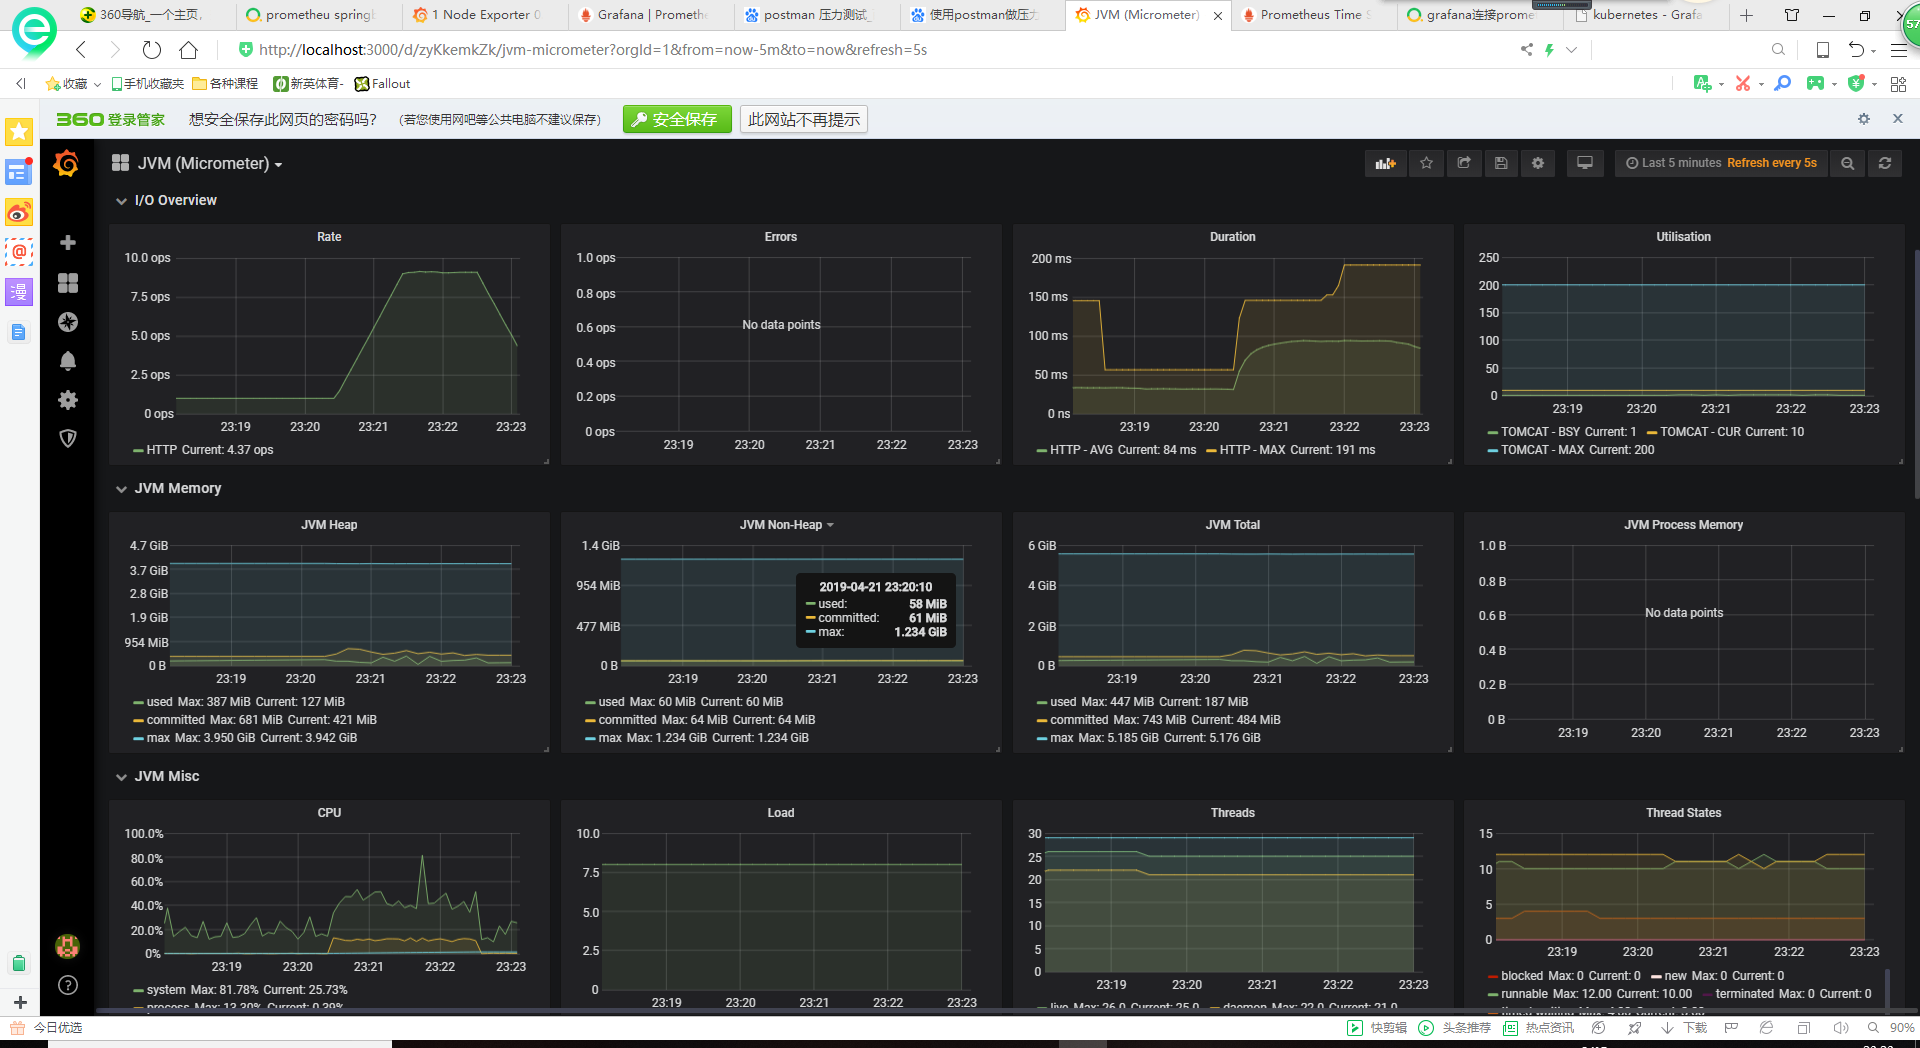 360导航_一个主页, prometheu spring 1 Node Exporter 0 Grafana | Promethe postman 压力测试_ 使用postman做压力 JVM (Micrometer) Prometheus Time S grafana连接prome kubernetes - Grafa
57
http://localhost:3000/d/zyKkemkZk/jvm-micrometer?orgId=1&from=now-5m&to=now&refresh=5s
收藏 手机收藏夹 各种课程 新英体育- Fallout
360 登录管家 想安全保存此网页的密码吗? (若您使用网吧等公共电脑不建议保存) 安全保存 此网站不再提示
JVM (Micrometer) Last 5 minutes Refresh every 5s
漫
I/O Overview
Rate
10.0 ops
7.5 ops
5.0 ops
2.5 ops
0 ops
23:19 23:20 23:21 23:22 23:23
HTTP Current: 4.37 ops
Errors
1.0 ops
0.8 ops
0.6 ops
0.4 ops
0.2 ops
0 ops
No data points
23:19 23:20 23:21 23:22 23:23
Duration
200 ms
150 ms
100 ms
50 ms
0 ns
23:19 23:20 23:21 23:22 23:23
HTTP - AVG Current: 84 ms HTTP - MAX Current: 191 ms
Utilisation
250
200
150
100
50
0
23:19 23:20 23:21 23:22 23:23
TOMCAT - BSY Current: 1 TOMCAT - CUR Current: 10
TOMCAT - MAX Current: 200
JVM Memory
JVM Heap
4.7 GiB
3.7 GiB
2.8 GiB
1.9 GiB
954 MiB
0 B
23:19 23:20 23:21 23:22 23:23
used Max: 387 MiB Current: 127 MiB
committed Max: 681 MiB Current: 421 MiB
max Max: 3.950 GiB Current: 3.942 GiB
JVM Non-Heap
1.4 GiB
954 MiB
477 MiB
0 B
2019-04-21 23:20:10
used: 58 MiB
committed: 61 MiB
max: 1.234 GiB
23:19 23:20 23:21 23:22 23:23
used Max: 60 MiB Current: 60 MiB
committed Max: 64 MiB Current: 64 MiB
max Max: 1.234 GiB Current: 1.234 GiB
JVM Total
6 GiB
4 GiB
2 GiB
0 B
23:19 23:20 23:21 23:22 23:23
used Max: 447 MiB Current: 187 MiB
committed Max: 743 MiB Current: 484 MiB
max Max: 5.185 GiB Current: 5.176 GiB
JVM Process Memory
1.0 B
0.8 B
0.6 B
0.4 B
0.2 B
0 B
No data points
23:19 23:20 23:21 23:22 23:23
JVM Misc
CPU
100.0%
80.0%
60.0%
40.0%
20.0%
0%
23:19 23:20 23:21 23:22 23:23
system Max: 81.78% Current: 25.73%
process Max: 13.30% Current: 0.39%
Load
10.0
7.5
5.0
2.5
0
23:19 23:20 23:21 23:22 23:23
Threads
30
25
20
15
10
5
0
23:19 23:20 23:21 23:22 23:23
live Max: 26.0 Current: 25.0 daemon Max: 22.0 Current: 21.0
Thread States
15
10
5
0
23:19 23:20 23:21 23:22 23:23
blocked Max: 0 Current: 0 new Max: 0 Current: 0
runnable Max: 12.00 Current: 10.00 terminated Max: 0 Current: 0
今日优选 快剪辑 头条推荐 热点资讯 下载 90%